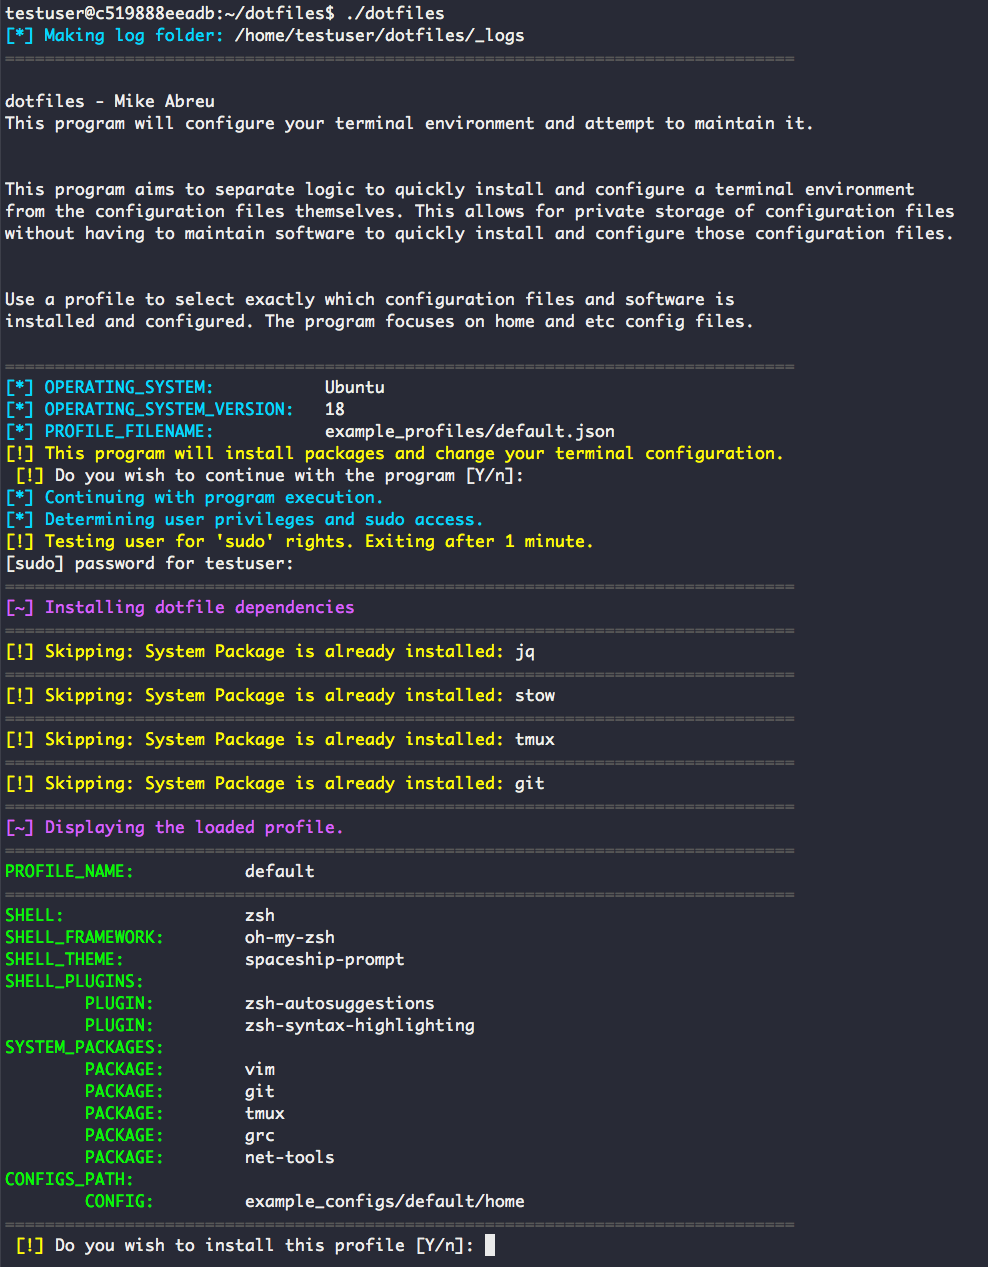 testuser@c519888eeadb:~/dotfiles$ ./dotfiles
[*] Making log folder: /home/testuser/dotfiles/_logs
===============================================================================
dotfiles - Mike Abreu
This program will configure your terminal environment and attempt to maintain it.
This program aims to separate logic to quickly install and configure a terminal environment
from the configuration files themselves. This allows for private storage of configuration files
without having to maintain software to quickly install and configure those configuration files.
Use a profile to select exactly which configuration files and software is
installed and configured. The program focuses on home and etc config files.
===============================================================================
[*] OPERATING_SYSTEM:           Ubuntu
[*] OPERATING_SYSTEM_VERSION:   18
[*] PROFILE_FILENAME:           example_profiles/default.json
[!] This program will install packages and change your terminal configuration.
 [!] Do you wish to continue with the program [Y/n]:
[*] Continuing with program execution.
[*] Determining user privileges and sudo access.
[!] Testing user for 'sudo' rights. Exiting after 1 minute.
[sudo] password for testuser:
===============================================================================
[~] Installing dotfile dependencies
===============================================================================
[!] Skipping: System Package is already installed: jq
===============================================================================
[!] Skipping: System Package is already installed: stow
===============================================================================
[!] Skipping: System Package is already installed: tmux
===============================================================================
[!] Skipping: System Package is already installed: git
===============================================================================
[~] Displaying the loaded profile.
===============================================================================
PROFILE_NAME:           default
===============================================================================
SHELL:                  zsh
SHELL_FRAMEWORK:        oh-my-zsh
SHELL_THEME:            spaceship-prompt
SHELL_PLUGINS:
        PLUGIN:         zsh-autosuggestions
        PLUGIN:         zsh-syntax-highlighting
SYSTEM_PACKAGES:
        PACKAGE:        vim
        PACKAGE:        git
        PACKAGE:        tmux
        PACKAGE:        grc
        PACKAGE:        net-tools
CONFIGS_PATH:
        CONFIG:         example_configs/default/home
===============================================================================
 [!] Do you wish to install this profile [Y/n]: